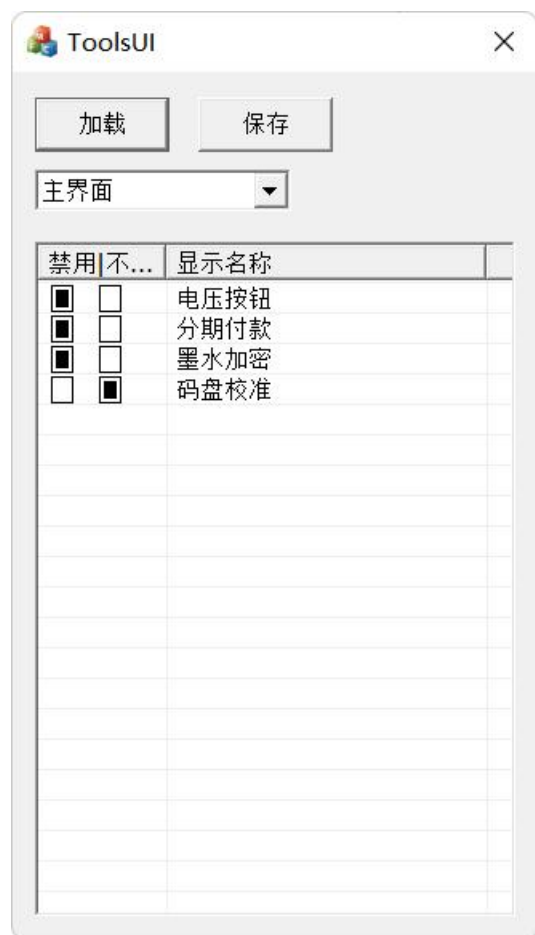 ToolsUI
加载
保存
主界面
禁用|不... 显示名称
电压按钮
分期付款
墨水加密
码盘校准